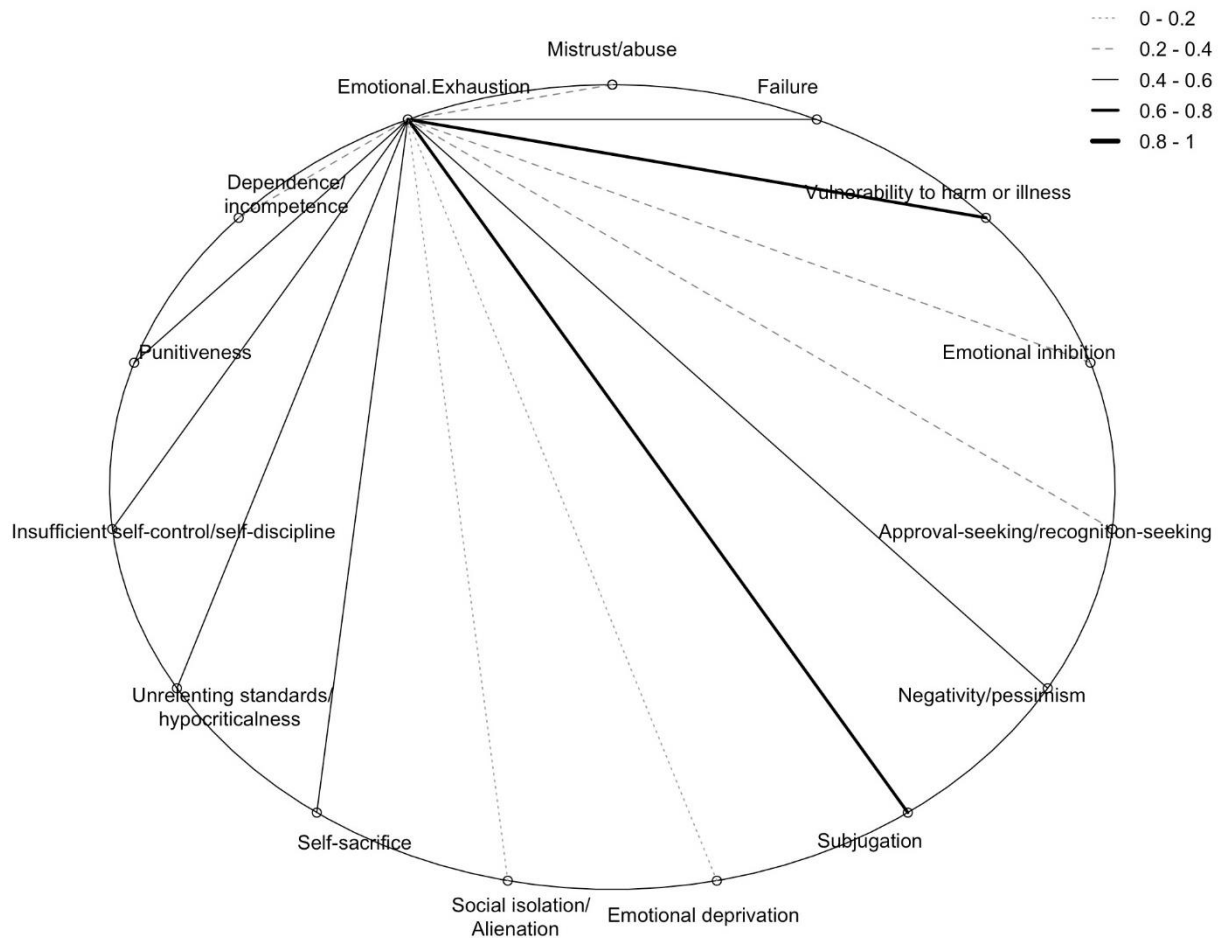 0 - 0.2
0.2 - 0.4
0.4 - 0.6
0.6 - 0.8
0.8 - 1
Mistrust/abuse
Emotional.Exhaustion
Failure
Dependence/
incompetence
Vulnerability to harm or illness
Punitiveness
Emotional inhibition
Insufficient self-control/self-discipline
Approval-seeking/recognition-seeking
Unrelenting standards/
hypocriticalness
Negativity/pessimism
Self-sacrifice
Subjugation
Social isolation/
Alienation
Emotional deprivation